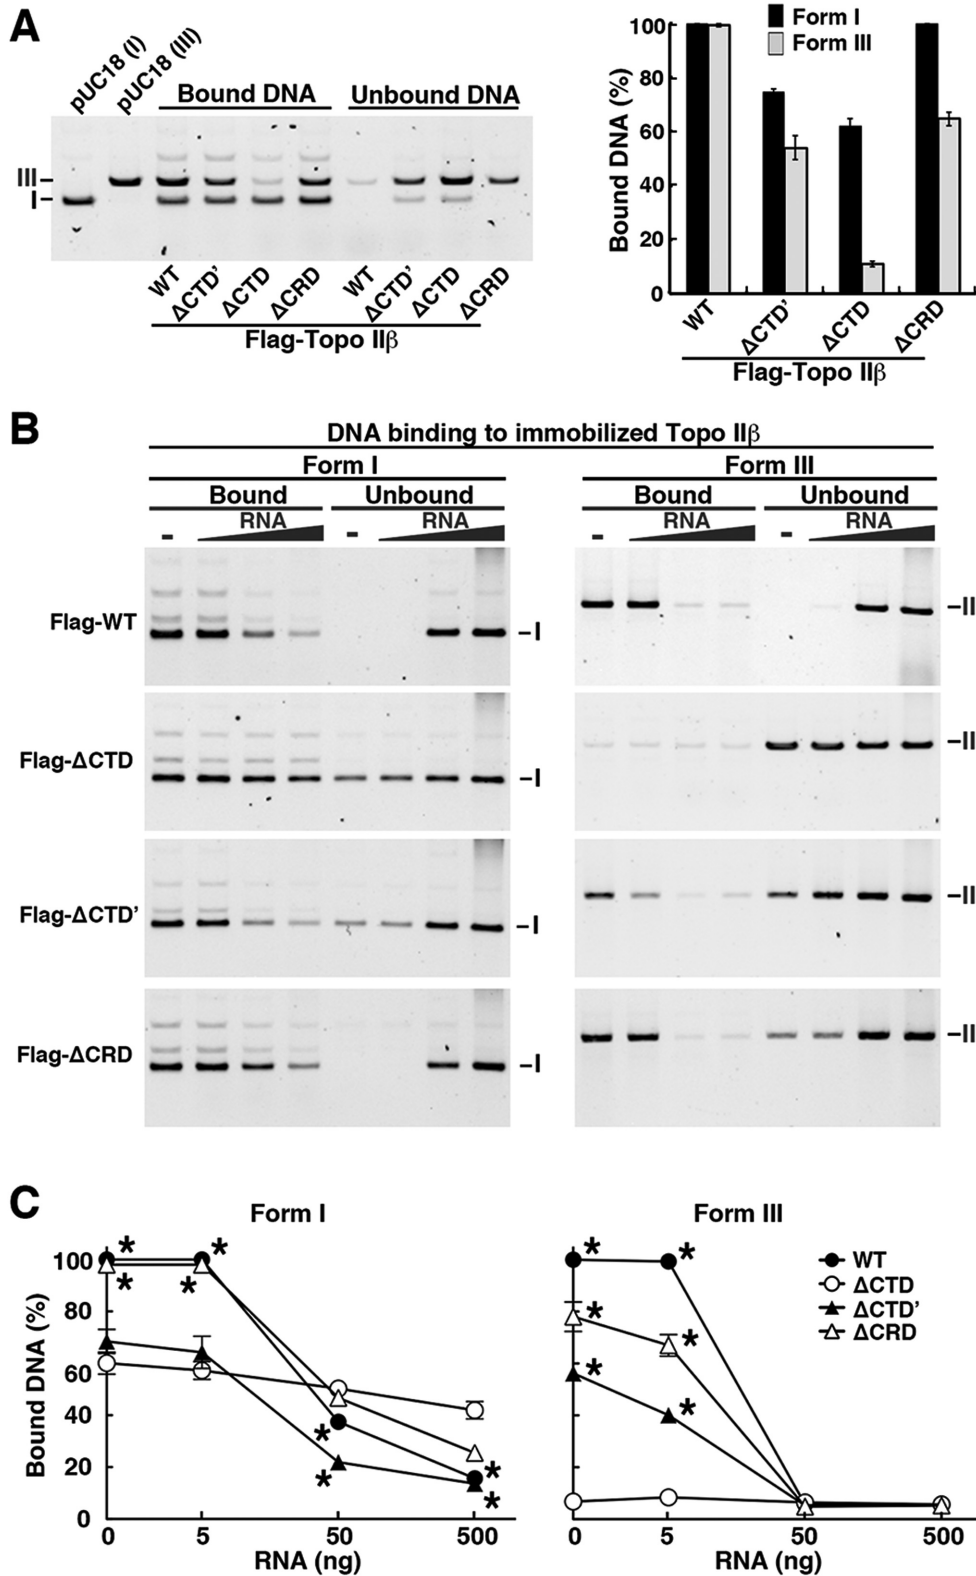 A
pUC18 (I)
pUC18 (III)
Bound DNA
Unbound DNA
III
I
WT
ΔCTD'
ΔCTD
ΔCRD
WT
ΔCTD'
ΔCTD
ΔCRD
Flag-Topo IIβ
Form I
Form III
Bound DNA (%)
100
80
60
40
20
0
WT
ΔCTD'
ΔCTD
ΔCRD
Flag-Topo IIβ
B
DNA binding to immobilized Topo IIβ
Form I
Form III
Bound
Unbound
Bound
Unbound
- RNA
- RNA
- RNA
- RNA
Flag-WT
-I
-II
Flag-ΔCTD
-I
-II
Flag-ΔCTD'
-I
-II
Flag-ΔCRD
-I
-II
C
Form I
Bound DNA (%)
100
80
60
40
20
0
* * * * * * * *
0 5 50 500
RNA (ng)
Form III
* * * * * *
WT
ΔCTD
ΔCTD'
ΔCRD
0 5 50 500
RNA (ng)